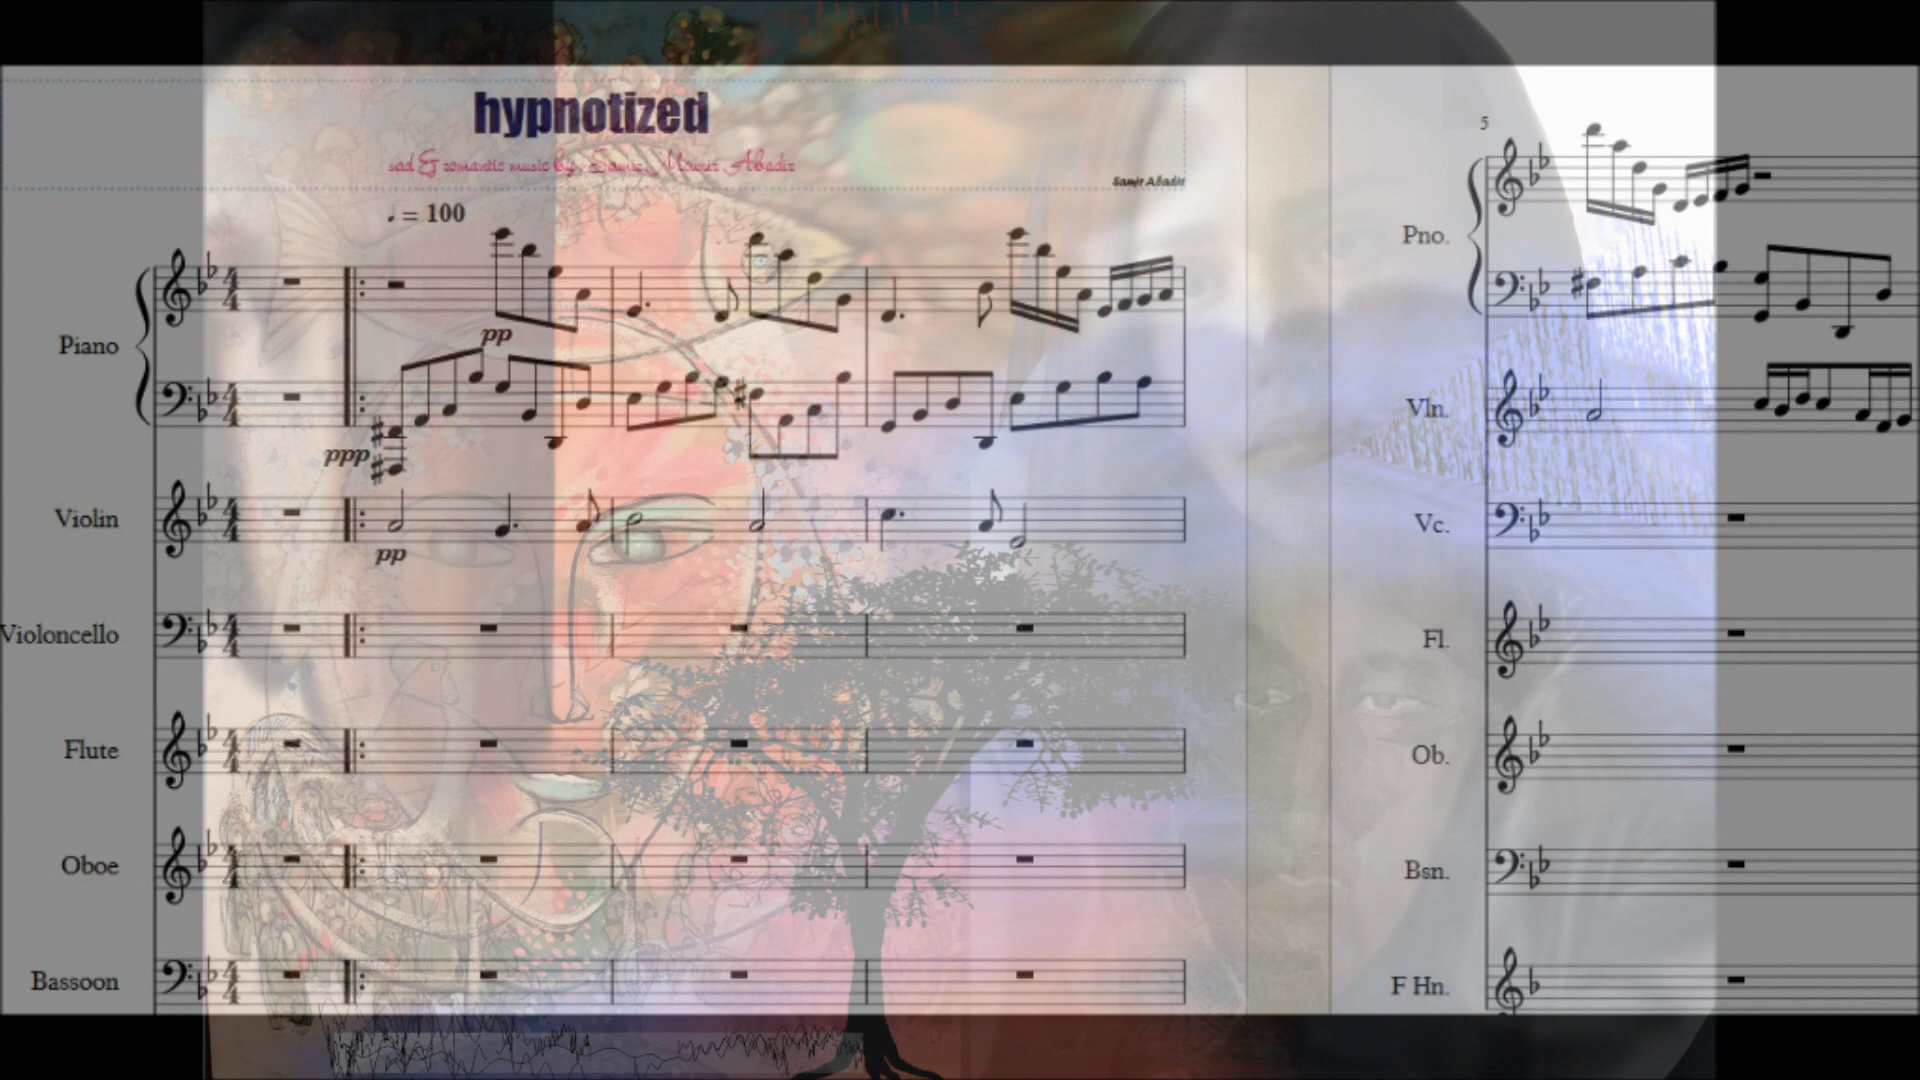 hypnotized
sad & romantic music by: Samir Mounir Abadir
Samir Abadir
♩ = 100
Piano
pp
ppp
Violin
pp
Violoncello
Flute
Oboe
Bassoon
5
Pno.
Vln.
Vc.
Fl.
Ob.
Bsn.
F Hn.